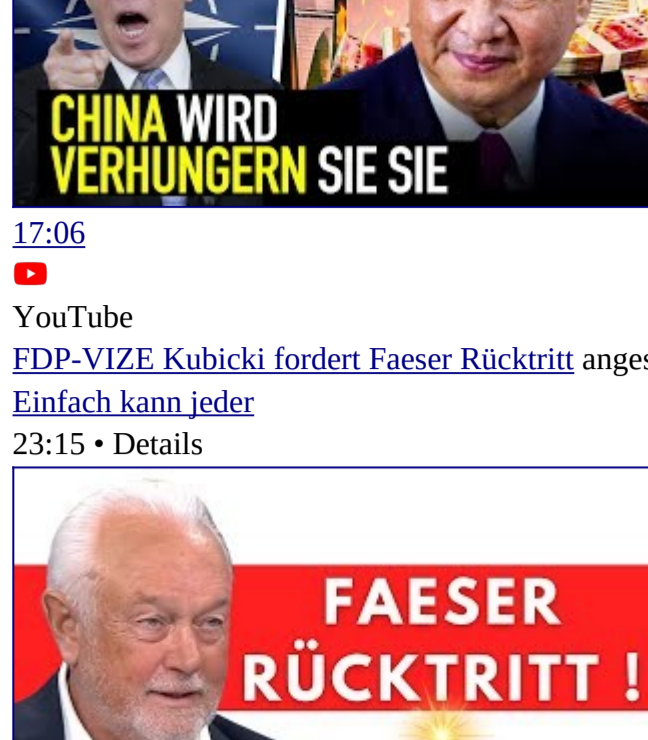 CHINA WIRD
VERHUNGERN SIE SIE
17:06
YouTube
FDP-VIZE Kubicki fordert Faeser Rücktritt anges
Einfach kann jeder
23:15 • Details
FAESER
RÜCKTRITT !